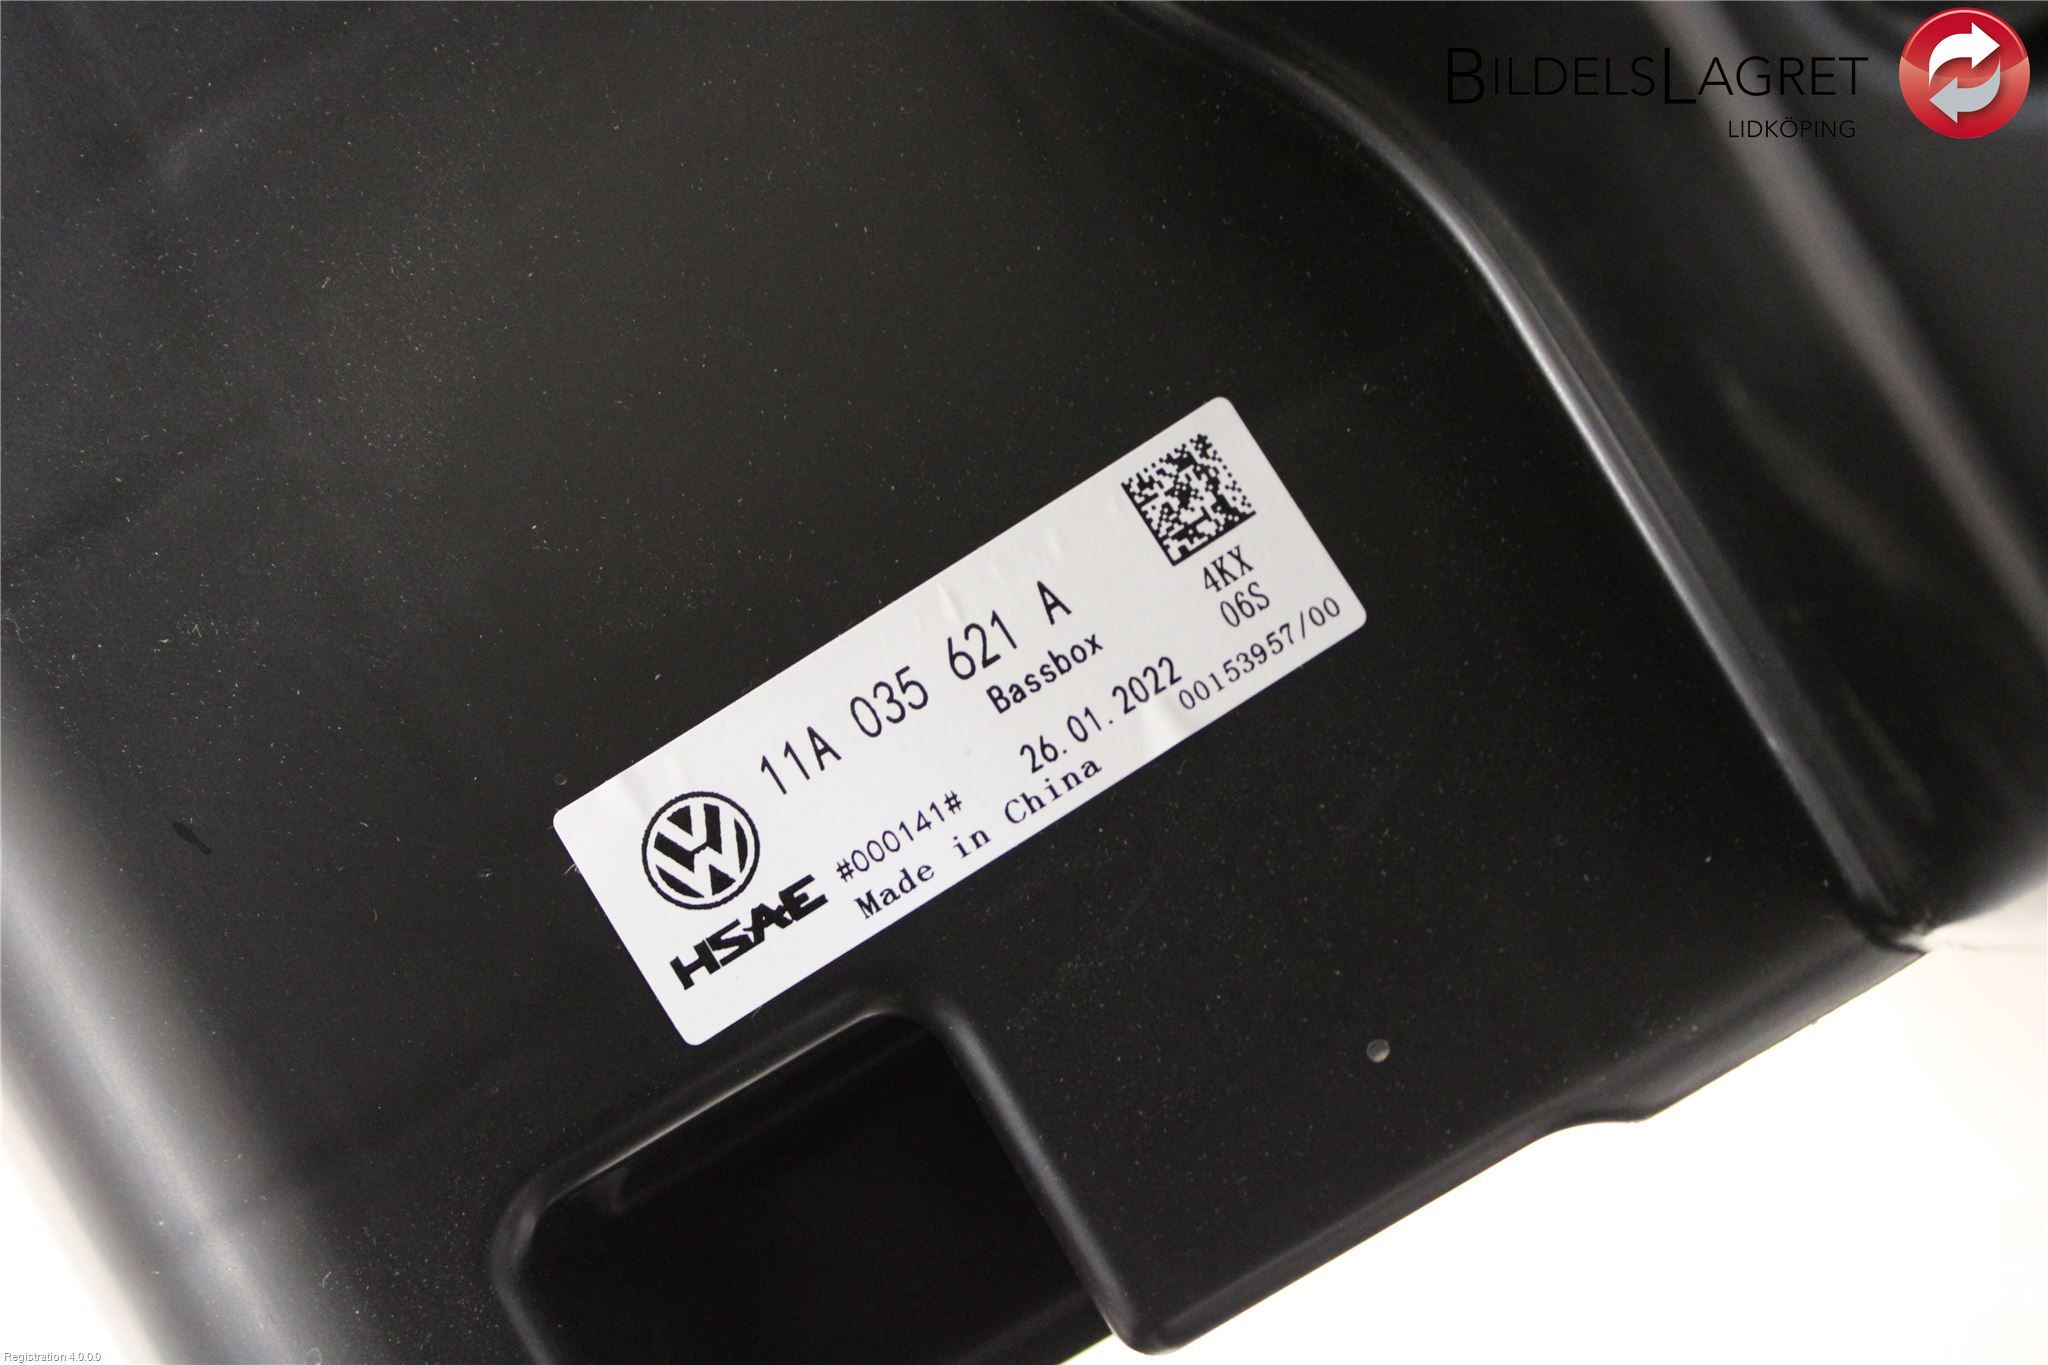 BILDELSLAGRET
LIDKÖPING
11A 035 621 A
Bassbox
4KX
06S
#000141#
26.01.2022
00153957/00
HSAE
Made in China
Registration 4.0.0.0